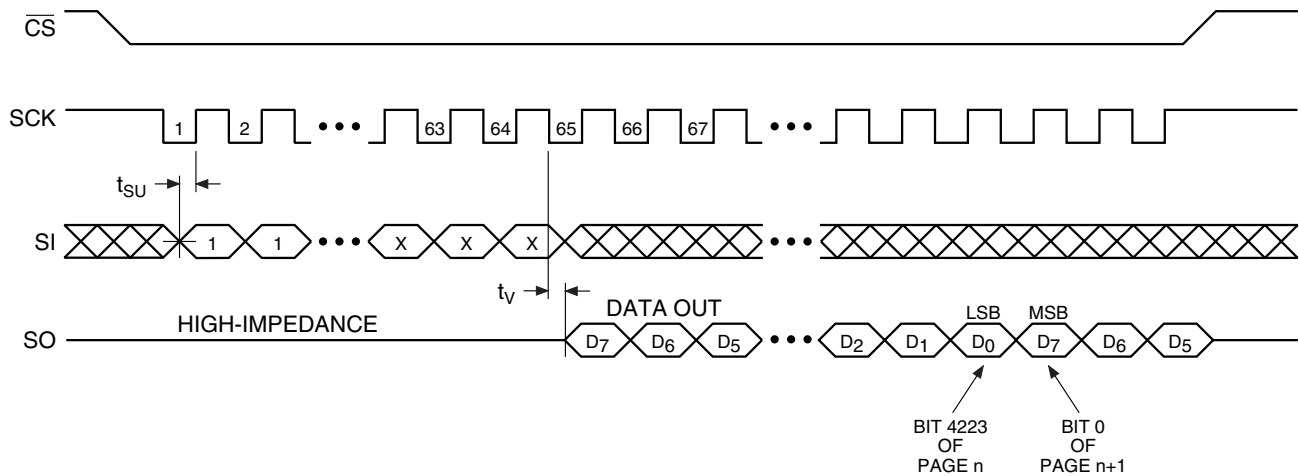 CS
SCK 1 2 ••• 63 64 65 66 67 •••
tSU
SI 1 1 ••• X X X •••
tV
HIGH-IMPEDANCE DATA OUT LSB MSB
SO D7 D6 D5 ••• D2 D1 D0 D7 D6 D5
BIT 4223
OF
PAGE n
BIT 0
OF
PAGE n+1